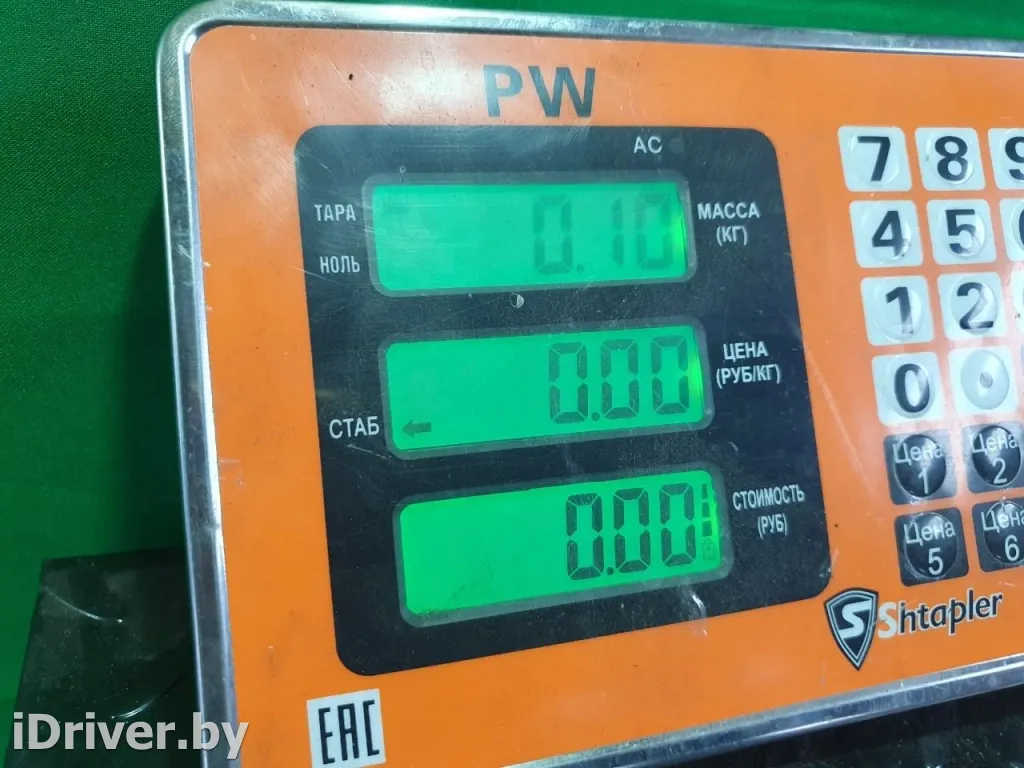 PW
AC
ТАРА
НОЛЬ
0.10
МАССА
(КГ)
0.00
ЦЕНА
(РУБ/КГ)
СТАБ
0.00
СТОИМОСТЬ
(РУБ)
7 8 9
4 5
1 2
0
Цена 1
Цена 2
Цена 5
Цена 6
S Shtapler
EAC
iDriver.by